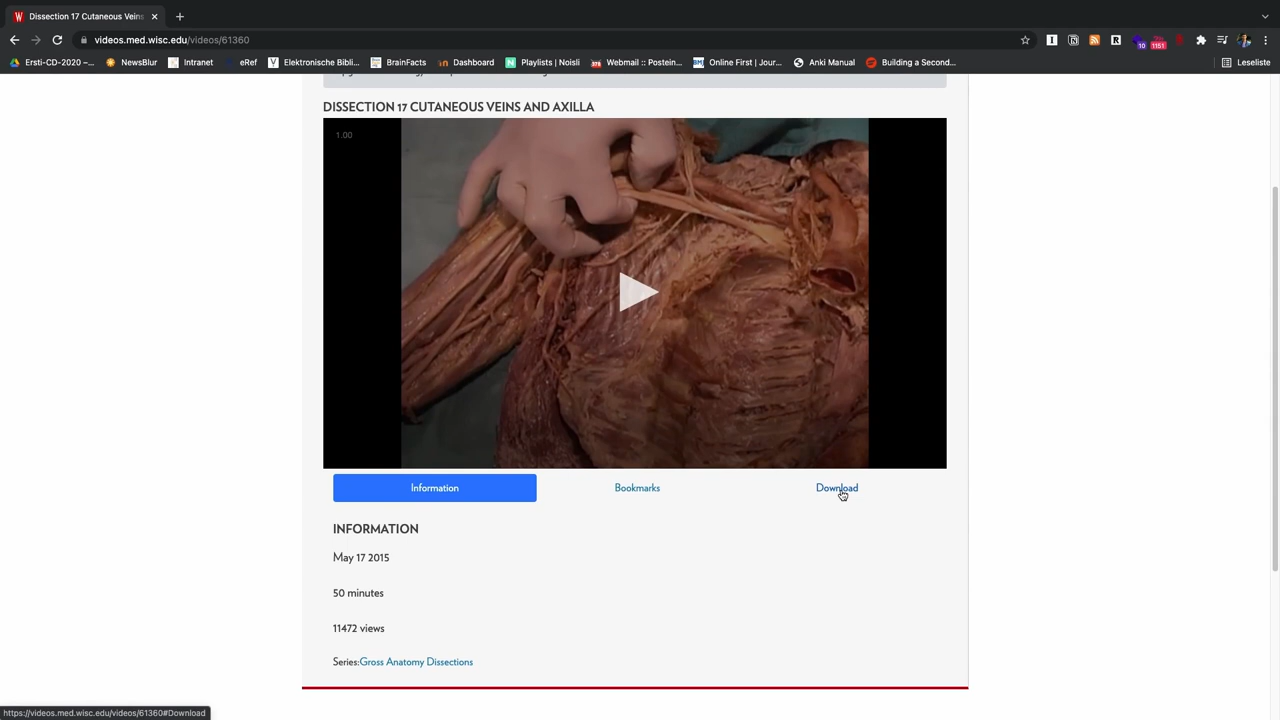 Dissection 17 Cutaneous Veins
videos.med.wisc.edu/videos/61360
10
1151
Ersti-CD-2020 –... NewsBlur Intranet eRef Elektronische Bibl... BrainFacts Dashboard Playlists | Noisli Webmail :: Postein... Online First | Jour... Anki Manual Building a Second... Leseliste
DISSECTION 17 CUTANEOUS VEINS AND AXILLA
1.00
Information Bookmarks Download
INFORMATION
May 17 2015
50 minutes
11472 views
Series:Gross Anatomy Dissections
https://videos.med.wisc.edu/videos/61360#Download